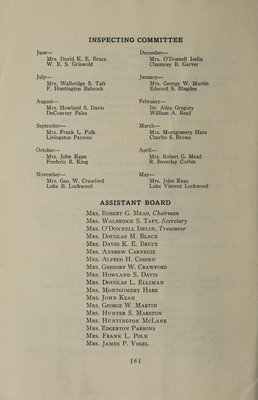 INSPECTING COMMITTEE
June—
Mrs. David K. E. Bruce
W. E. S. Griswold
July—
Mrs. Walbridge S. Taft
F. Huntington Babcock
August—
Mrs. Howland S. Davis
DeCoursey Fales
September—
Mrs. Frank L. Polk
Livingston Parsons
October—
Mrs. John Kean
Frederic R. King
November—
Mrs. Geo. W. Crawford
Luke B. Lockwood
December—
Mrs. O'Donnell Iselin
Chauncey B. Garver
January—
Mrs. George W. Martin
Edward S. Blagden
February—
Dr. Alice Gregory
William A. Read
March—
Mrs. Montgomery Hare
Charles S. Brown
April—
Mrs. Robert G. Mead
R. Beverley Corbin
May—
Mrs. John Kean
Luke Vincent Lockwood
ASSISTANT BOARD
Mrs. Robert G. Mead, Chairman
Mrs. Walbridge S. Taft, Secretary
Mrs. O'Donnell Iselin, Treasurer
Mrs. Douglas M. Black
Mrs. David K. E. Bruce
Mrs. Andrew Carnegie
Mrs. Alfred H. Cosden
Mrs. Gregory W. Crawford
Mrs. Howland S. Davis
Mrs. Douglas L. Elliman
Mrs. Montgomery Hare
Mrs. John Kean
Mrs. George W. Martin
Mrs. Hunter S. Marston
Mrs. Huntington McLane
Mrs. Edgerton Parsons
Mrs. Frank L. Polk
Mrs. James P. Vogel
[6]